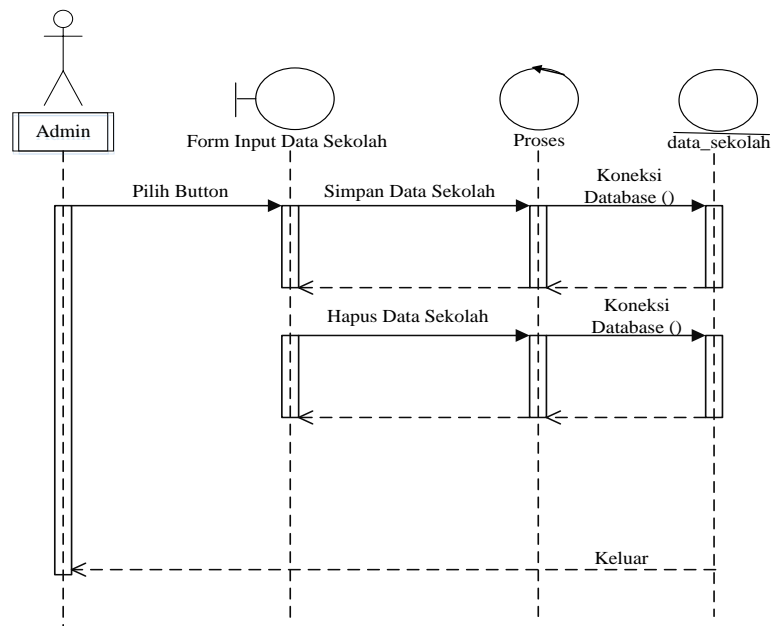 Admin
Form Input Data Sekolah
Proses
data_sekolah
Pilih Button
Simpan Data Sekolah
Koneksi
Database ()
Hapus Data Sekolah
Koneksi
Database ()
Keluar